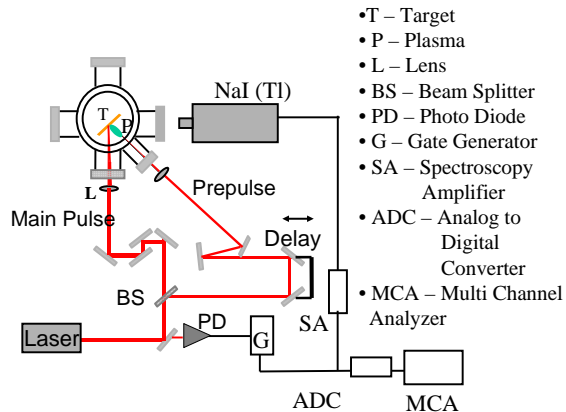 T
P
NaI (Tl)
L
Prepulse
Main Pulse
Delay
BS
SA
PD
Laser
G
ADC
MCA
•T – Target
• P – Plasma
• L – Lens
• BS – Beam Splitter
• PD – Photo Diode
• G – Gate Generator
• SA – Spectroscopy
Amplifier
• ADC – Analog to
Digital
Converter
• MCA – Multi Channel
Analyzer